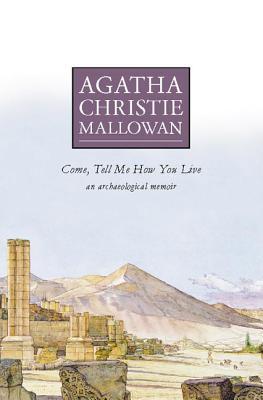 AGATHA
CHRISTIE
MALLOWAN
Come, Tell Me How You Live
an archaeological memoir